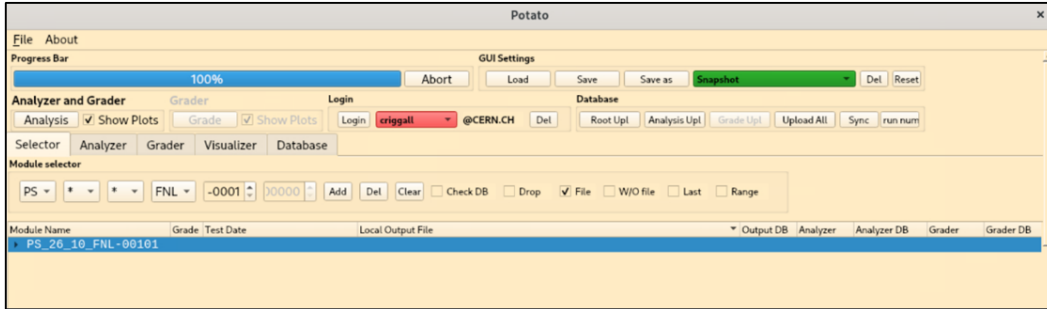 Potato ×
File About
Progress Bar GUI Settings
100% Abort Load Save Save as Snapshot Del Reset
Analyzer and Grader Grader Login Database
Analysis Show Plots Grade Show Plots Login criggall @CERN.CH Del Root Upl Analysis Upl Grade Upl Upload All Sync run num
Selector Analyzer Grader Visualizer Database
Module selector
PS * * FNL -0001 00000 Add Del Clear Check DB Drop File W/O file Last Range
Module Name Grade Test Date Local Output File Output DB Analyzer Analyzer DB Grader Grader DB
PS_26_10_FNL-00101